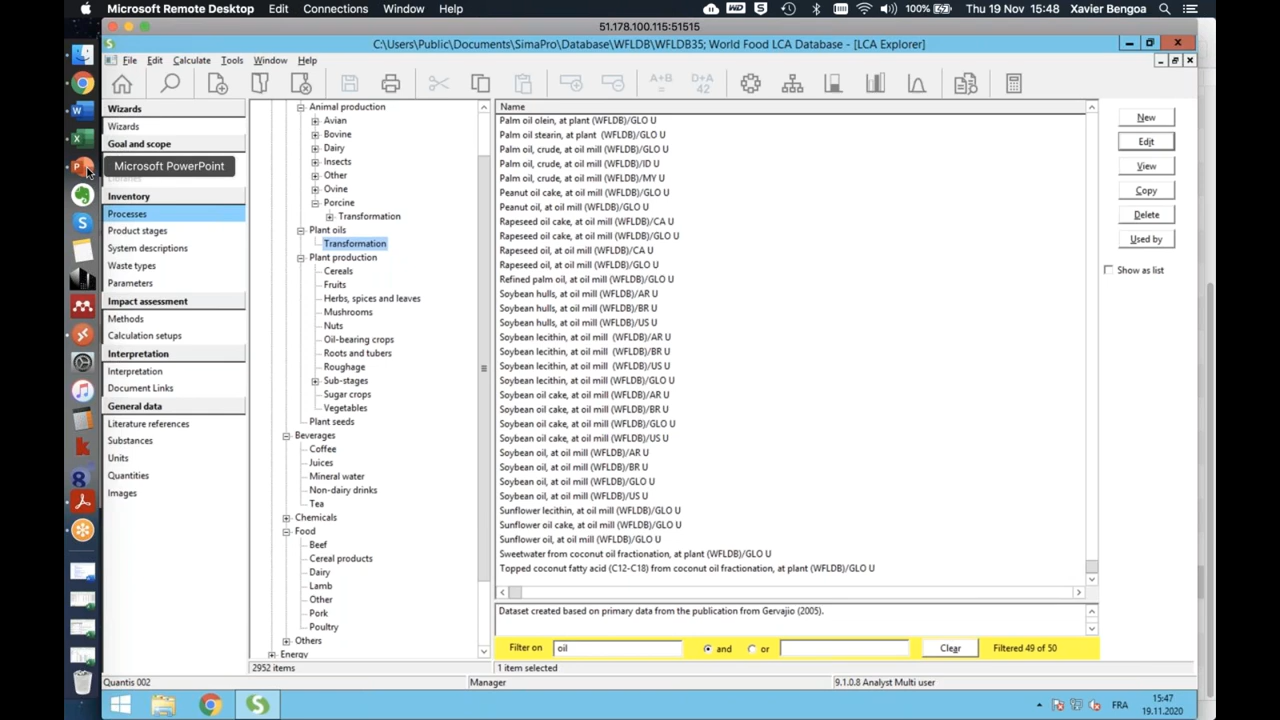 Microsoft Remote Desktop Edit Connections Window Help 100% Thu 19 Nov 15:48 Xavier Bengoa
51.178.100.115:51515
C:\Users\Public\Documents\SimaPro\Database\WFLDB\WFLDB35; World Food LCA Database - [LCA Explorer]
File Edit Calculate Tools Window Help
A+B =
D+A 42
Wizards
Wizards
Goal and scope
Microsoft PowerPoint
Inventory
Processes
Product stages
System descriptions
Waste types
Parameters
Impact assessment
Methods
Calculation setups
Interpretation
Interpretation
Document Links
General data
Literature references
Substances
Units
Quantities
Images
Animal production
Avian
Bovine
Dairy
Insects
Other
Ovine
Porcine
Transformation
Plant oils
Transformation
Plant production
Cereals
Fruits
Herbs, spices and leaves
Mushrooms
Nuts
Oil-bearing crops
Roots and tubers
Roughage
Sub-stages
Sugar crops
Vegetables
Plant seeds
Beverages
Coffee
Juices
Mineral water
Non-dairy drinks
Tea
Chemicals
Food
Beef
Cereal products
Dairy
Lamb
Other
Pork
Poultry
Others
Energy
2952 items
Name
Palm oil olein, at plant (WFLDB)/GLO U
Palm oil stearin, at plant (WFLDB)/GLO U
Palm oil, crude, at oil mill (WFLDB)/GLO U
Palm oil, crude, at oil mill (WFLDB)/ID U
Palm oil, crude, at oil mill (WFLDB)/MY U
Peanut oil cake, at oil mill (WFLDB)/GLO U
Peanut oil, at oil mill (WFLDB)/GLO U
Rapeseed oil cake, at oil mill (WFLDB)/CA U
Rapeseed oil cake, at oil mill (WFLDB)/GLO U
Rapeseed oil, at oil mill (WFLDB)/CA U
Rapeseed oil, at oil mill (WFLDB)/GLO U
Refined palm oil, at oil mill (WFLDB)/GLO U
Soybean hulls, at oil mill (WFLDB)/AR U
Soybean hulls, at oil mill (WFLDB)/BR U
Soybean hulls, at oil mill (WFLDB)/US U
Soybean lecithin, at oil mill (WFLDB)/AR U
Soybean lecithin, at oil mill (WFLDB)/BR U
Soybean lecithin, at oil mill (WFLDB)/US U
Soybean lecithin, at oil mill (WFLDB)/GLO U
Soybean oil cake, at oil mill (WFLDB)/AR U
Soybean oil cake, at oil mill (WFLDB)/BR U
Soybean oil cake, at oil mill (WFLDB)/GLO U
Soybean oil cake, at oil mill (WFLDB)/US U
Soybean oil, at oil mill (WFLDB)/AR U
Soybean oil, at oil mill (WFLDB)/BR U
Soybean oil, at oil mill (WFLDB)/GLO U
Soybean oil, at oil mill (WFLDB)/US U
Sunflower lecithin, at oil mill (WFLDB)/GLO U
Sunflower oil cake, at oil mill (WFLDB)/GLO U
Sunflower oil, at oil mill (WFLDB)/GLO U
Sweetwater from coconut oil fractionation, at plant (WFLDB)/GLO U
Topped coconut fatty acid (C12-C18) from coconut oil fractionation, at plant (WFLDB)/GLO U
Dataset created based on primary data from the publication from Gervajio (2005).
Filter on oil and or Clear Filtered 49 of 50
1 item selected
New
Edit
View
Copy
Delete
Used by
Show as list
Quantis 002 Manager 9.1.0.8 Analyst Multi user
FRA 15:47
19.11.2020